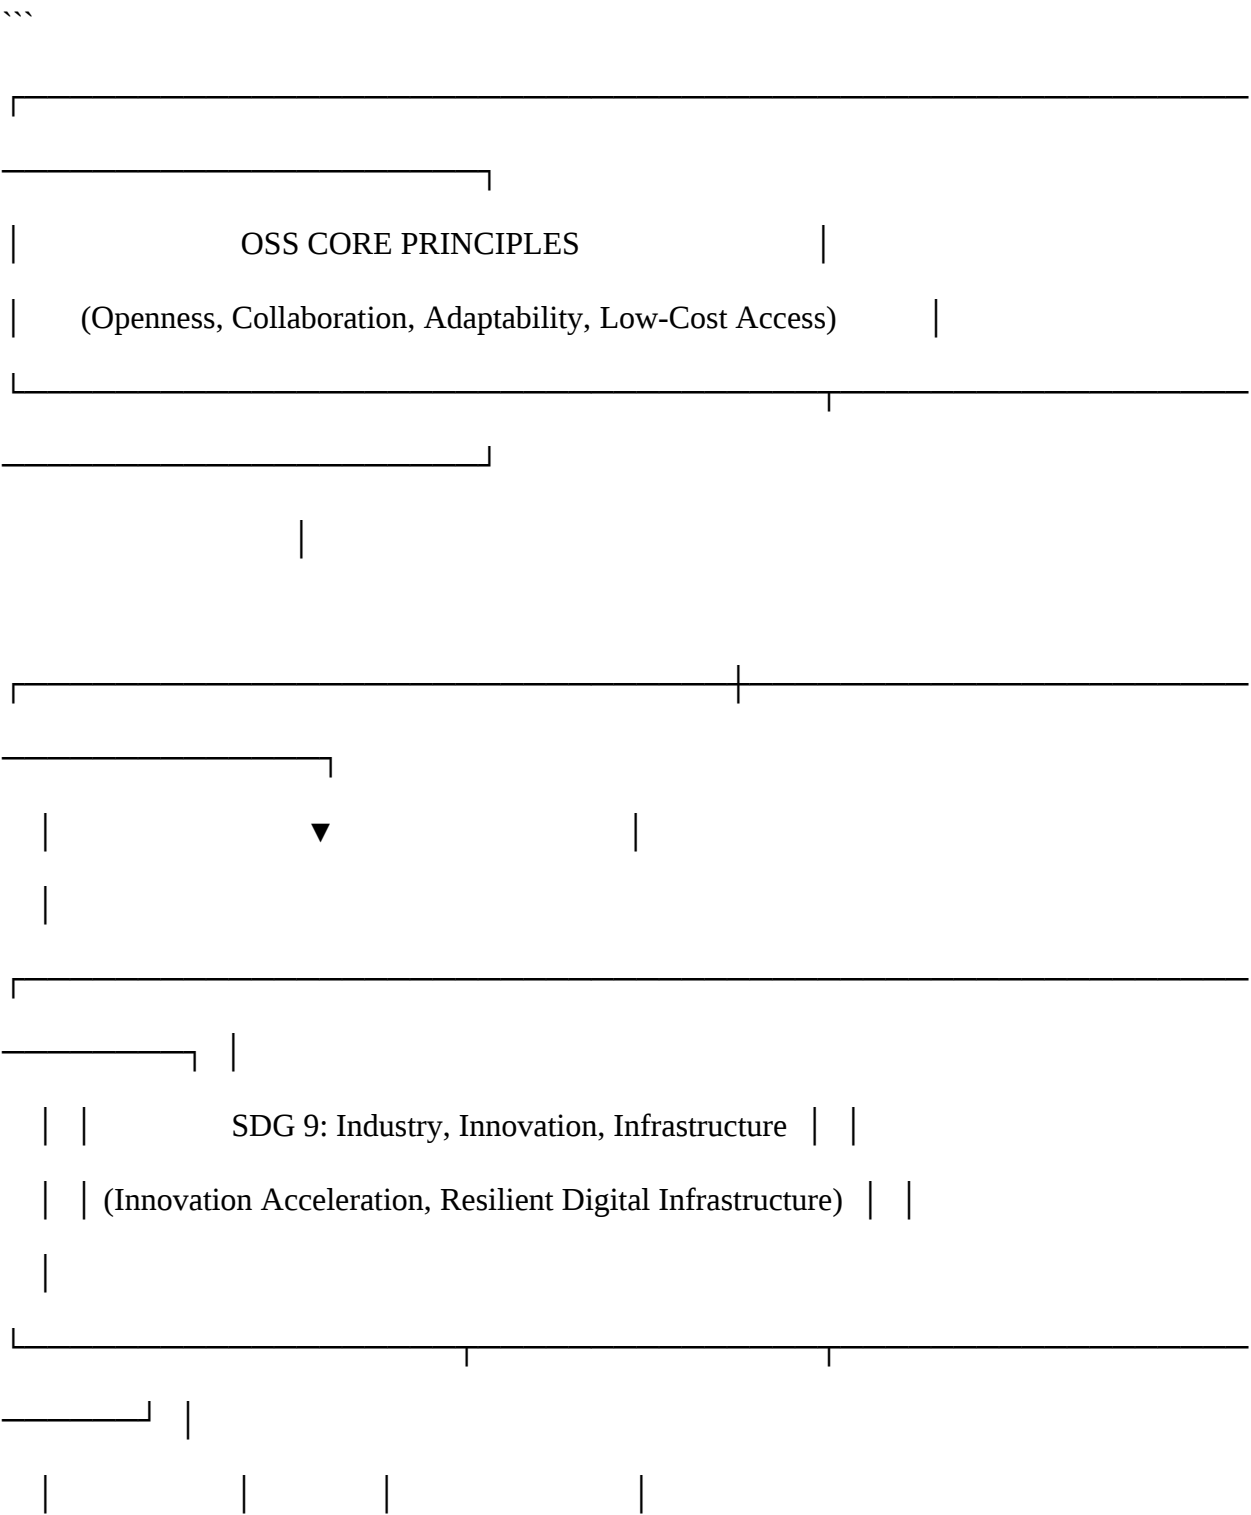 ```
OSS CORE PRINCIPLES
(Openness, Collaboration, Adaptability, Low-Cost Access)
▼
SDG 9: Industry, Innovation, Infrastructure
(Innovation Acceleration, Resilient Digital Infrastructure)